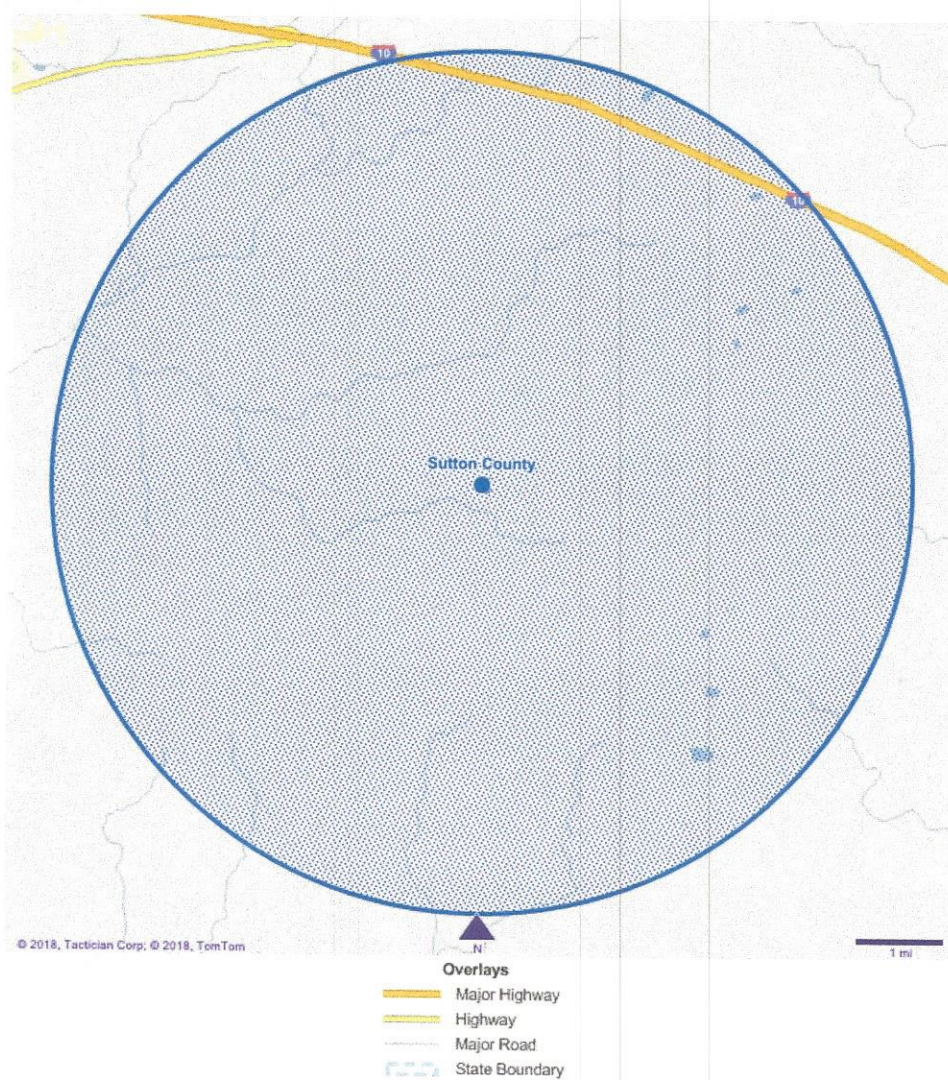 10
10
Sutton County
© 2018, Tactician Corp; © 2018, TomTom
N
1 mi
Overlays
Major Highway
Highway
Major Road
State Boundary